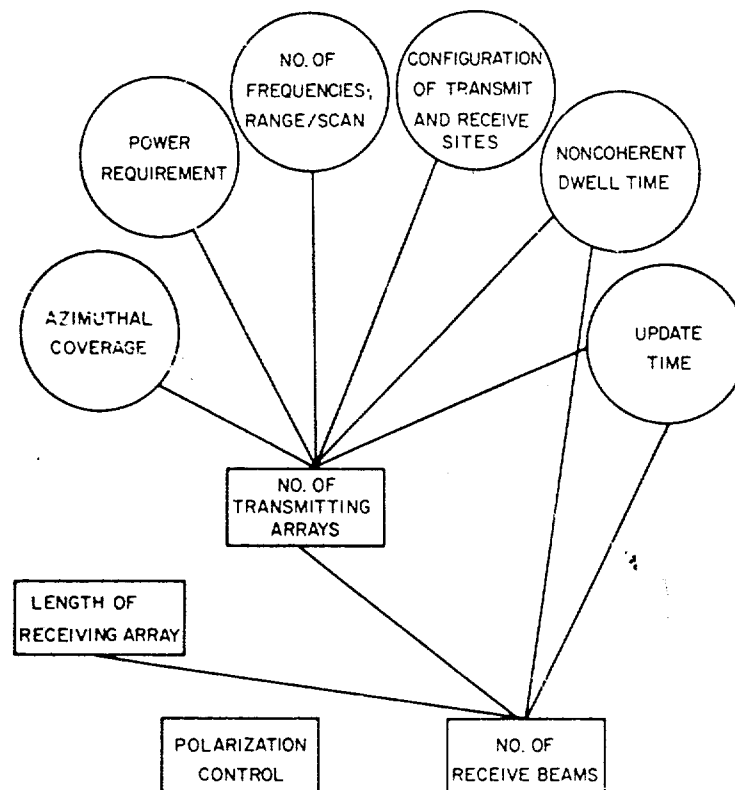 NO. OF
FREQUENCIES;
RANGE/SCAN
CONFIGURATION
OF TRANSMIT
AND RECEIVE
SITES
POWER
REQUIREMENT
NONCOHERENT
DWELL TIME
AZIMUTHAL
COVERAGE
UPDATE
TIME
NO. OF
TRANSMITTING
ARRAYS
LENGTH OF
RECEIVING ARRAY
POLARIZATION
CONTROL
NO. OF
RECEIVE BEAMS